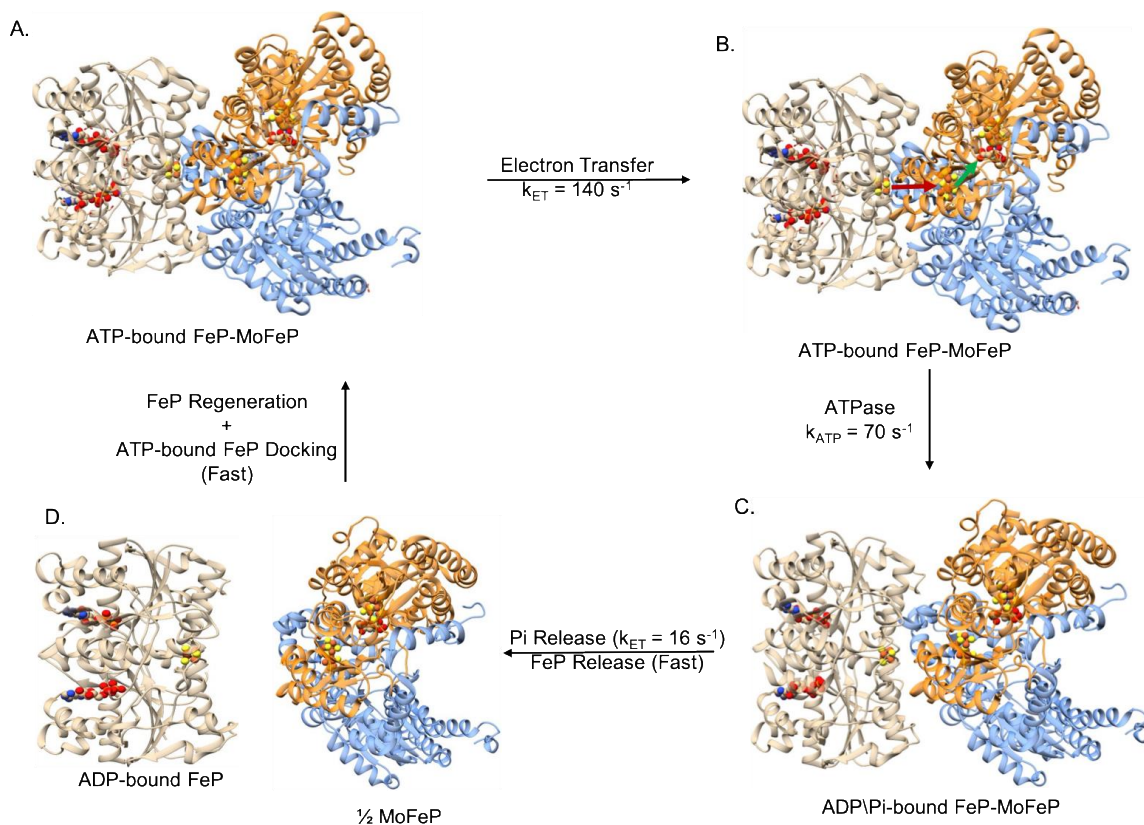 A.
B.
Electron Transfer
kET = 140 s-1
ATP-bound FeP-MoFeP
ATP-bound FeP-MoFeP
FeP Regeneration
+
ATP-bound FeP Docking
(Fast)
ATPase
kATP = 70 s-1
D.
C.
Pi Release (kET = 16 s-1)
FeP Release (Fast)
ADP-bound FeP
½ MoFeP
ADP\Pi-bound FeP-MoFeP